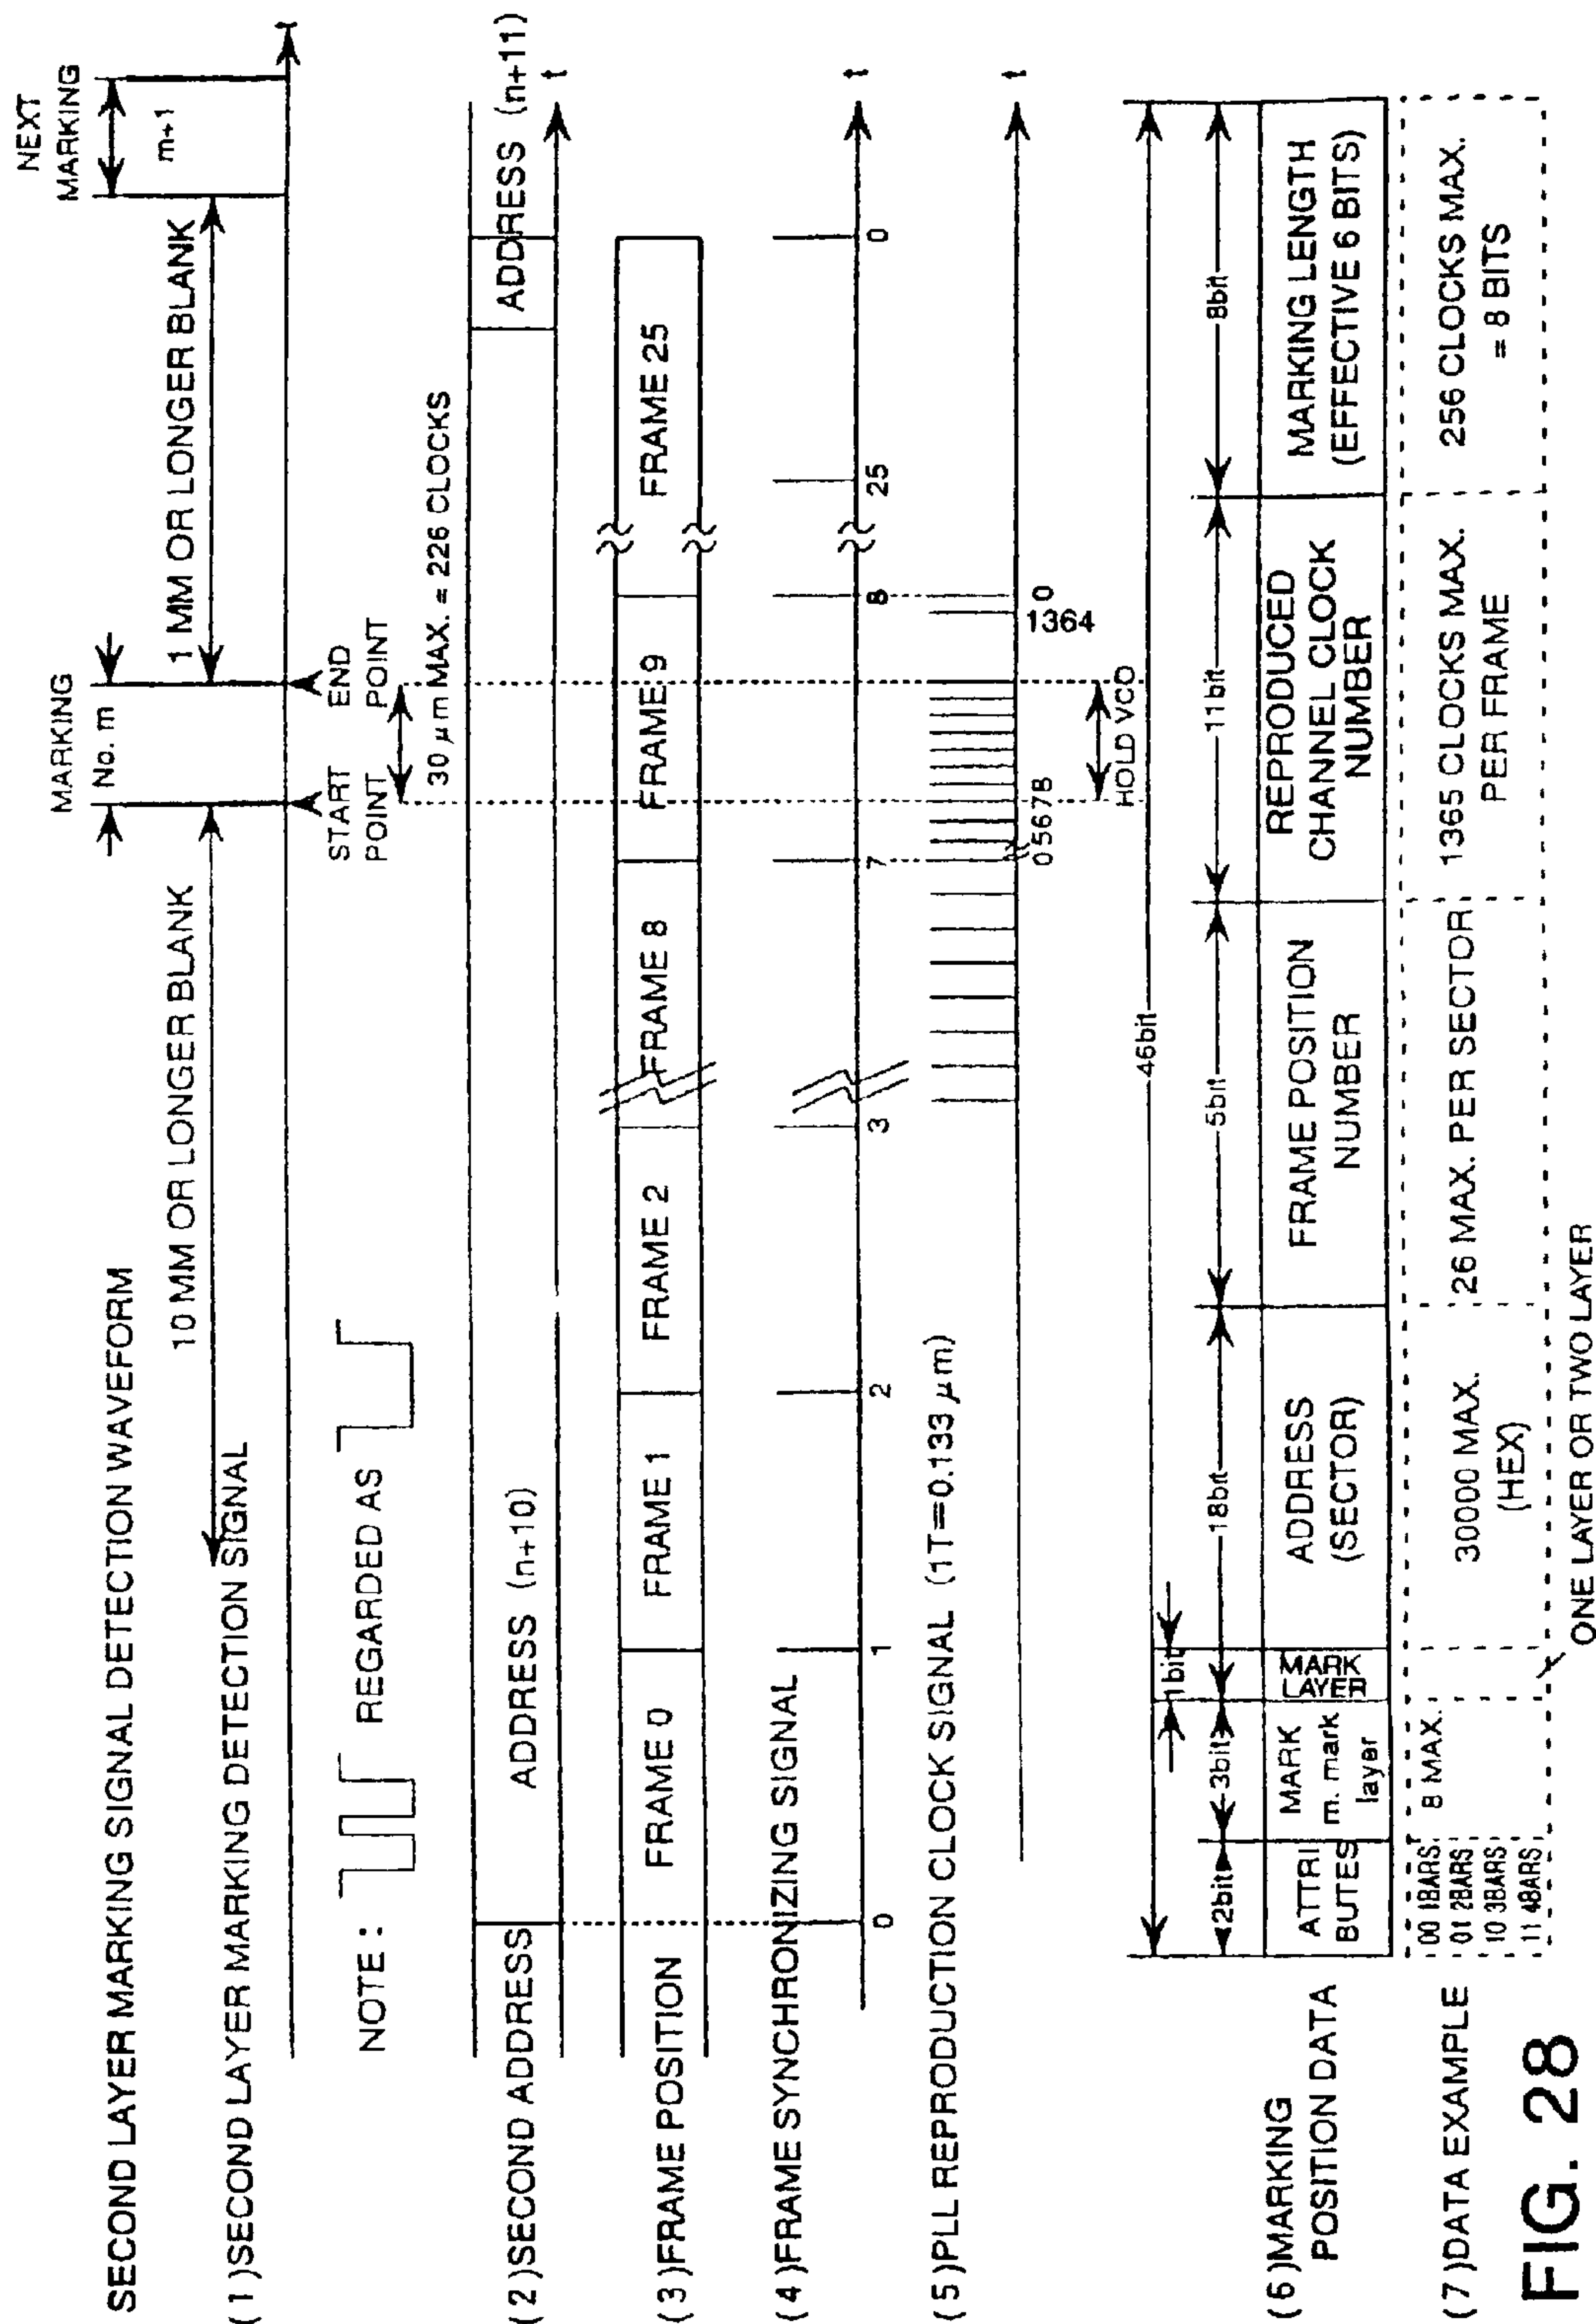 SECOND LAYER MARKING SIGNAL DETECTION WAVEFORM
MARKING
No. m
NEXT
MARKING
m+1
10 MM OR LONGER BLANK
1 MM OR LONGER BLANK
(1)SECOND LAYER MARKING DETECTION SIGNAL
t
START
POINT
END
POINT
NOTE :
REGARDED AS
30 μm MAX. = 226 CLOCKS
(2)SECOND ADDRESS
ADDRESS (n+10)
ADDRESS (n+11)
t
(3)FRAME POSITION
FRAME 0
FRAME 1
FRAME 2
FRAME 8
FRAME 9
FRAME 25
(4)FRAME SYNCHRONIZING SIGNAL
t
0
1
2
3
7
8
25
0
(5)PLL REPRODUCTION CLOCK SIGNAL (1T=0.133 μm)
t
05678
1364
0
HOLD VCO
46bit
2bit
3bit
1bit
18bit
5bit
11bit
8bit
(6)MARKING
POSITION DATA
ATTRI
BUTES
MARK
m. mark
layer
MARK
LAYER
ADDRESS
(SECTOR)
FRAME POSITION
NUMBER
REPRODUCED
CHANNEL CLOCK
NUMBER
MARKING LENGTH
(EFFECTIVE 6 BITS)
(7)DATA EXAMPLE
00 1BARS
01 2BARS
10 3BARS
11 4BARS
8 MAX.
30000 MAX.
(HEX)
26 MAX. PER SECTOR
1365 CLOCKS MAX.
PER FRAME
256 CLOCKS MAX.
= 8 BITS
ONE LAYER OR TWO LAYER
FIG. 28